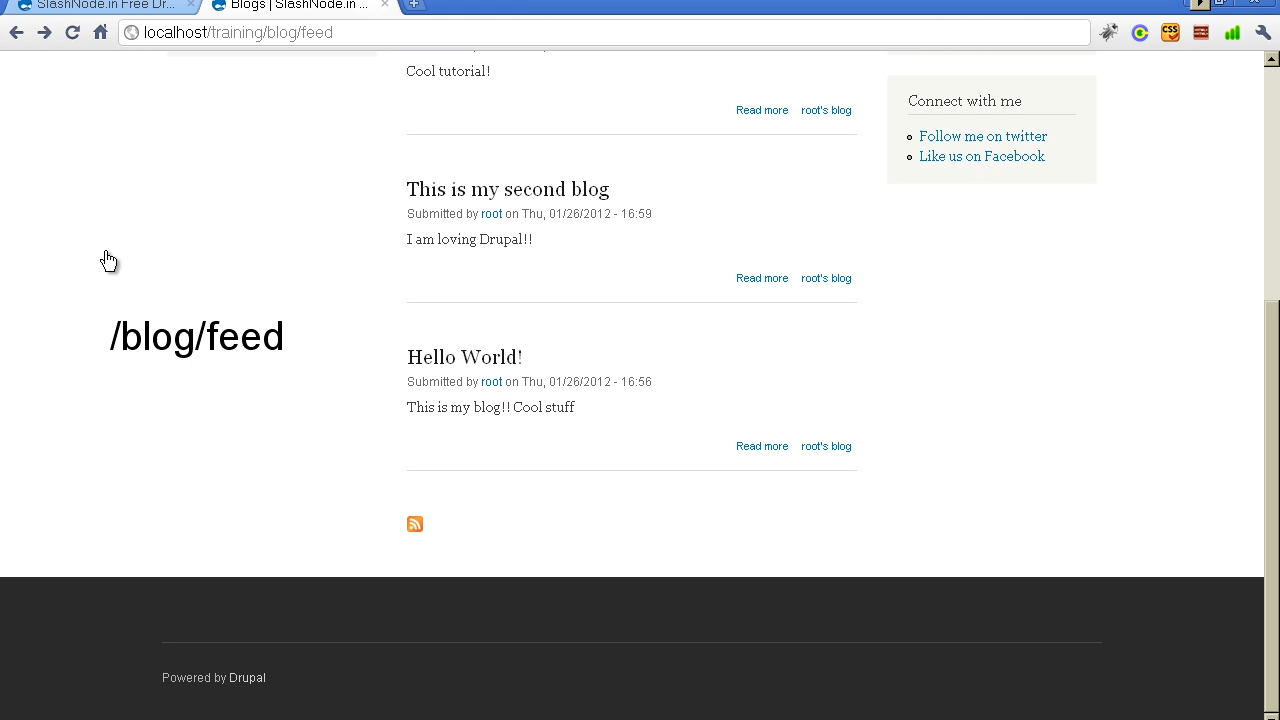 SlashNode.in Free Dr...
Blogs | SlashNode.in ...
localhost/training/blog/feed
CSS
Cool tutorial!
Read more root's blog
Connect with me
Follow me on twitter
Like us on Facebook
This is my second blog
Submitted by root on Thu, 01/26/2012 - 16:59
I am loving Drupal!!
Read more root's blog
/blog/feed
Hello World!
Submitted by root on Thu, 01/26/2012 - 16:56
This is my blog!! Cool stuff
Read more root's blog
Powered by Drupal